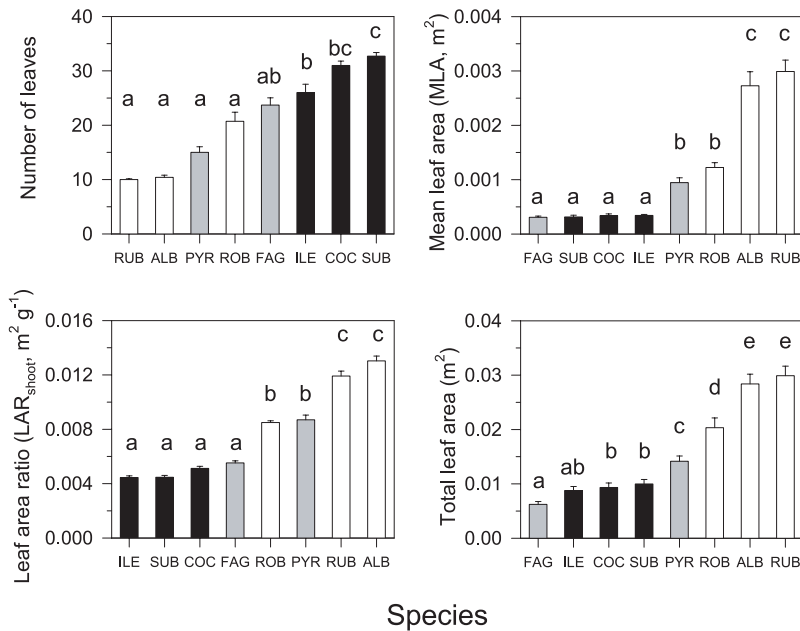 Number of leaves
40
30
20
10
0
a a a a ab b bc c
RUB ALB PYR ROB FAG ILE COC SUB
Mean leaf area (MLA, m²)
0.004
0.003
0.002
0.001
0.000
a a a a b b c c
FAG SUB COC ILE PYR ROB ALB RUB
Leaf area ratio (LARshoot, m² g⁻¹)
0.016
0.012
0.008
0.004
0.000
a a a a b b c c
ILE SUB COC FAG ROB PYR RUB ALB
Total leaf area (m²)
0.04
0.03
0.02
0.01
0.00
a ab b b c d e e
FAG ILE COC SUB PYR ROB ALB RUB
Species